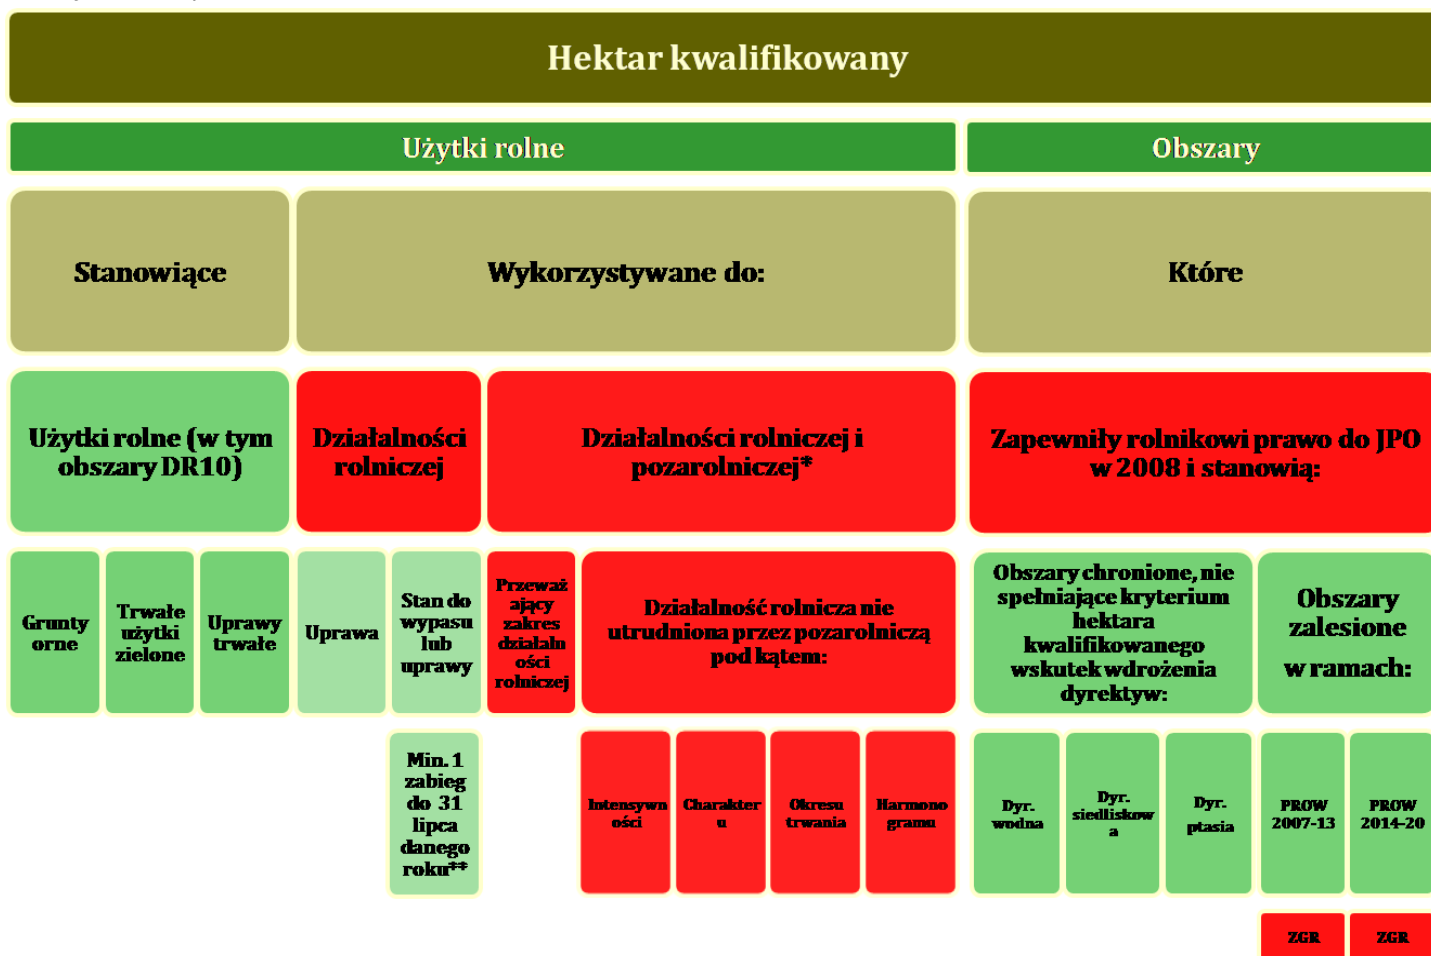 Hektar kwalifikowany
Użytki rolne
Obszary
Stanowiące
Wykorzystywane do:
Które
Użytki rolne (w tym
obszary DR10)
Działalności
rolniczej
Działalności rolniczej i
pozarolniczej*
Zapewniły rolnikowi prawo do JPO
w 2008 i stanowią:
Grunty
orne
Trwałe
użytki
zielone
Uprawy
trwałe
Uprawa
Stan do
wypasu
lub
uprawy
Przeważ
ający
zakres
działaln
ości
rolniczej
Działalność rolnicza nie
utrudniona przez pozarolniczą
pod kątem:
Obszary chronione, nie
spełniające kryterium
hektara
kwalifikowanego
wskutek wdrożenia
dyrektyw:
Obszary
zalesione
w ramach:
Min. 1
zabieg
do 31
lipca
danego
roku**
Intensywn
ości
Charakter
u
Okresu
trwania
Harmono
gramu
Dyr.
wodna
Dyr.
siedliskow
a
Dyr.
ptasia
PROW
2007-13
PROW
2014-20
ZGR
ZGR